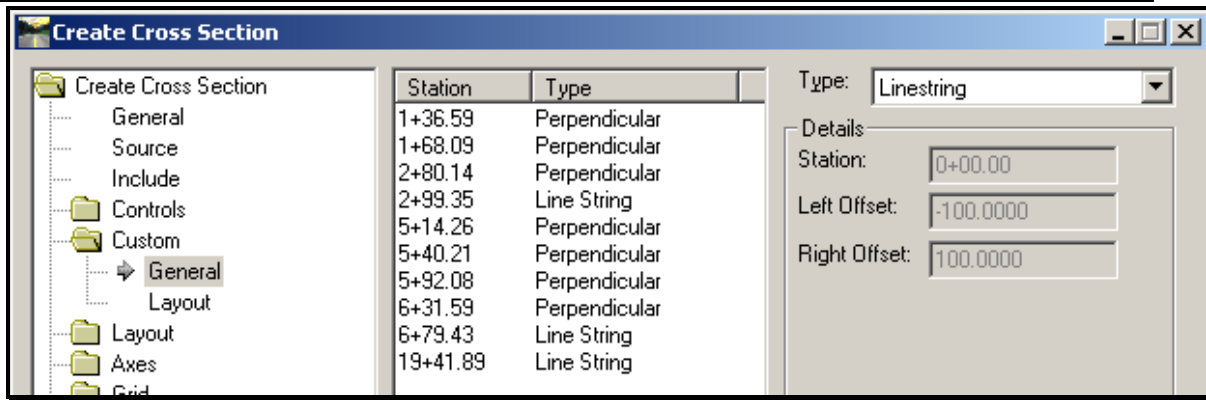 Create Cross Section
Create Cross Section
General
Source
Include
Controls
Custom
General
Layout
Layout
Axes
Grid
Station Type
1+36.59 Perpendicular
1+68.09 Perpendicular
2+80.14 Perpendicular
2+99.35 Line String
5+14.26 Perpendicular
5+40.21 Perpendicular
5+92.08 Perpendicular
6+31.59 Perpendicular
6+79.43 Line String
19+41.89 Line String
Type: Linestring
Details
Station: 0+00.00
Left Offset: -100.0000
Right Offset: 100.0000